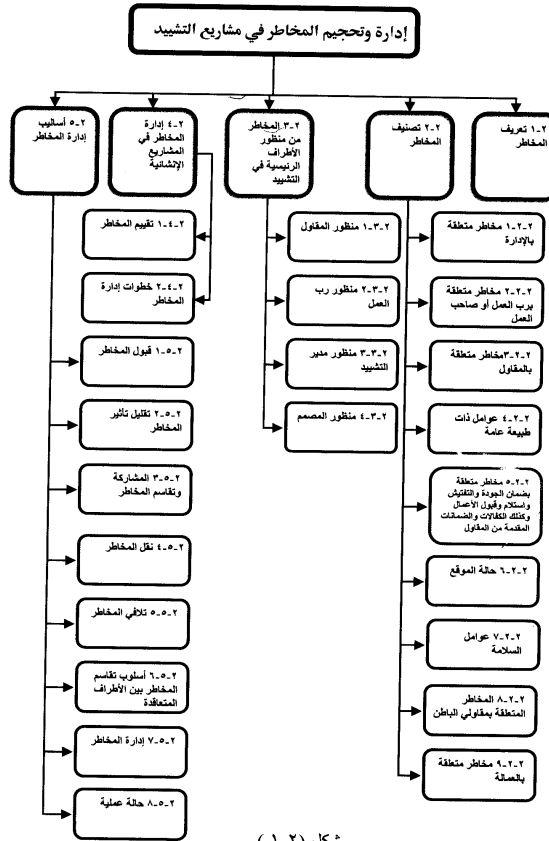 إدارة وتحجيم المخاطر في مشاريع التشييد
٢-١ تعريف
المخاطر
٢-٢ تصنيف
المخاطر
٢-٣ المخاطر
من منظور
الأطراف
الرئيسية في
التشييد
٢-٤ إدارة
المخاطر في
المشاريع
الإنشائية
٢-٥ أساليب
إدارة المخاطر
٢-٢-١ مخاطر متعلقة
بالإدارة
٢-٢-٢ مخاطر متعلقة
برب العمل أو صاحب
العمل
٢-٢-٣مخاطر متعلقة
بالمقاول
٢-٢-٤ عوامل ذات
طبيعة عامة
٢-٢-٥ مخاطر متعلقة
بضمان الجودة والتفتيش
واستلام وقبول الأعمال
وكذلك الكفالات والضمانات
المقدمة من المقاول
٢-٢-٦ حالة الموقع
٢-٢-٧ عوامل
السلامة
٢-٢-٨ المخاطر
المتعلقة بمقاولي الباطن
٢-٢-٩ مخاطر متعلقة
بالعمالة
٢-٣-١ منظور المقاول
٢-٣-٢ منظور رب
العمل
٢-٣-٣ منظور مدير
التشييد
٢-٣-٤ منظور المصمم
٢-٤-١ تقييم المخاطر
٢-٤-٢ خطوات إدارة
المخاطر
٢-٥-١ قبول المخاطر
٢-٥-٢ تقليل تأثير
المخاطر
٢-٥-٣ المشاركة
وتقاسم المخاطر
٢-٥-٤ نقل المخاطر
٢-٥-٥ تلافي المخاطر
٢-٥-٦ أسلوب تقاسم
المخاطر بين الأطراف
المتعاقدة
٢-٥-٧ إدارة المخاطر
٢-٥-٨ حالة عملية
شكل (٢-١)